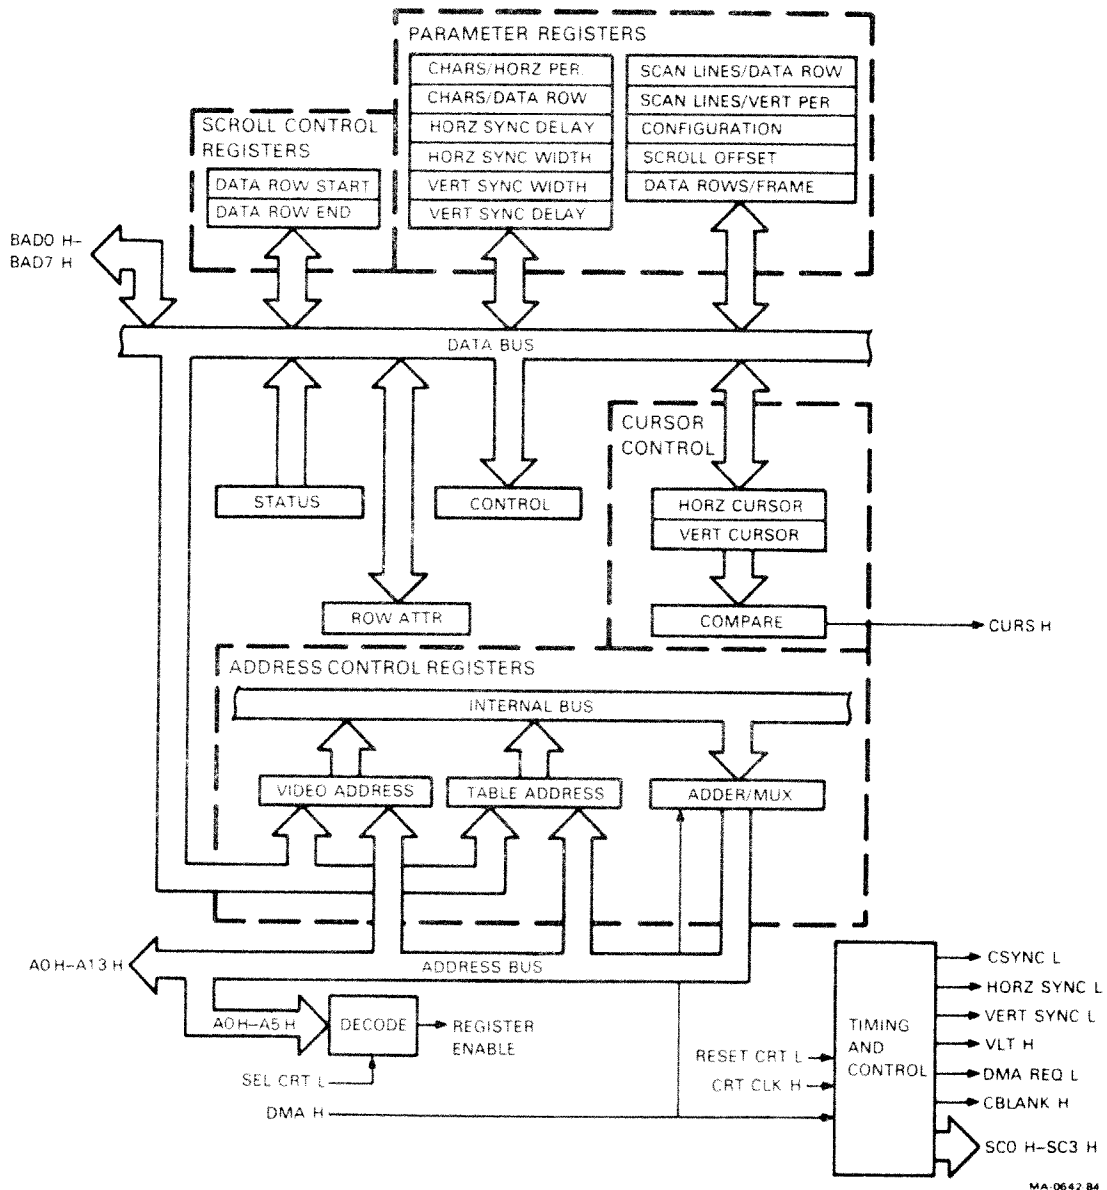 PARAMETER REGISTERS
CHARS/HORZ PER.
CHARS/DATA ROW
HORZ SYNC DELAY
HORZ SYNC WIDTH
VERT SYNC WIDTH
VERT SYNC DELAY
SCAN LINES/DATA ROW
SCAN LINES/VERT PER
CONFIGURATION
SCROLL OFFSET
DATA ROWS/FRAME
SCROLL CONTROL
REGISTERS
DATA ROW START
DATA ROW END
BAD0 H–
BAD7 H
DATA BUS
CURSOR
CONTROL
STATUS
CONTROL
HORZ CURSOR
VERT CURSOR
ROW ATTR
COMPARE
CURS H
ADDRESS CONTROL REGISTERS
INTERNAL BUS
VIDEO ADDRESS
TABLE ADDRESS
ADDER/MUX
A0 H–A13 H
ADDRESS BUS
A0 H–A5 H
DECODE
REGISTER
ENABLE
SEL CRT L
DMA H
RESET CRT L
CRT CLK H
TIMING
AND
CONTROL
CSYNC L
HORZ SYNC L
VERT SYNC L
VLT H
DMA REQ L
CBLANK H
SC0 H–SC3 H
MA-0642-84